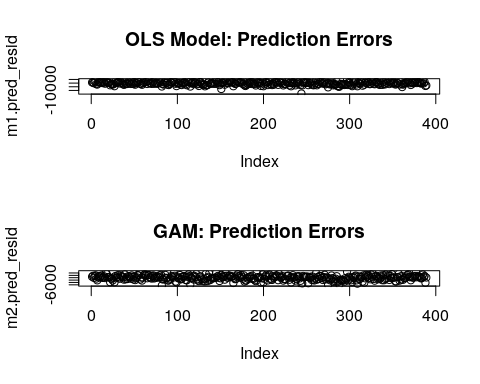 OLS Model: Prediction Errors
m1.pred_resid
-10000
0 100 200 300 400
Index
GAM: Prediction Errors
m2.pred_resid
-6000
0 100 200 300 400
Index